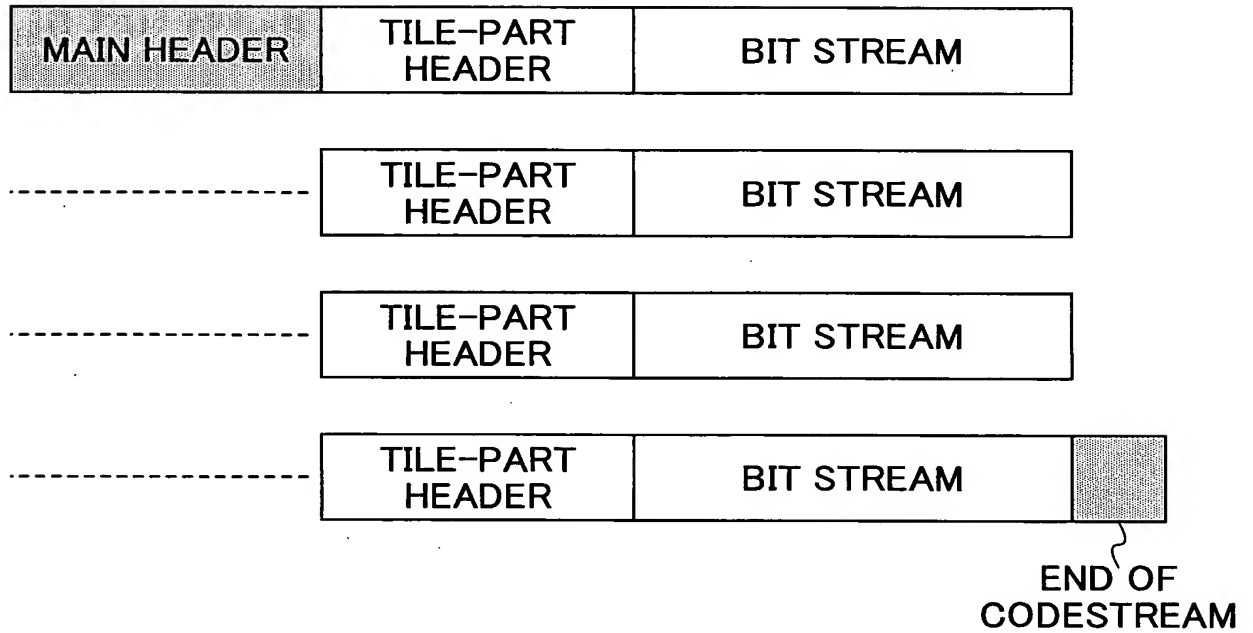 MAIN HEADER
TILE-PART
HEADER
BIT STREAM
TILE-PART
HEADER
BIT STREAM
TILE-PART
HEADER
BIT STREAM
TILE-PART
HEADER
BIT STREAM
END OF
CODESTREAM